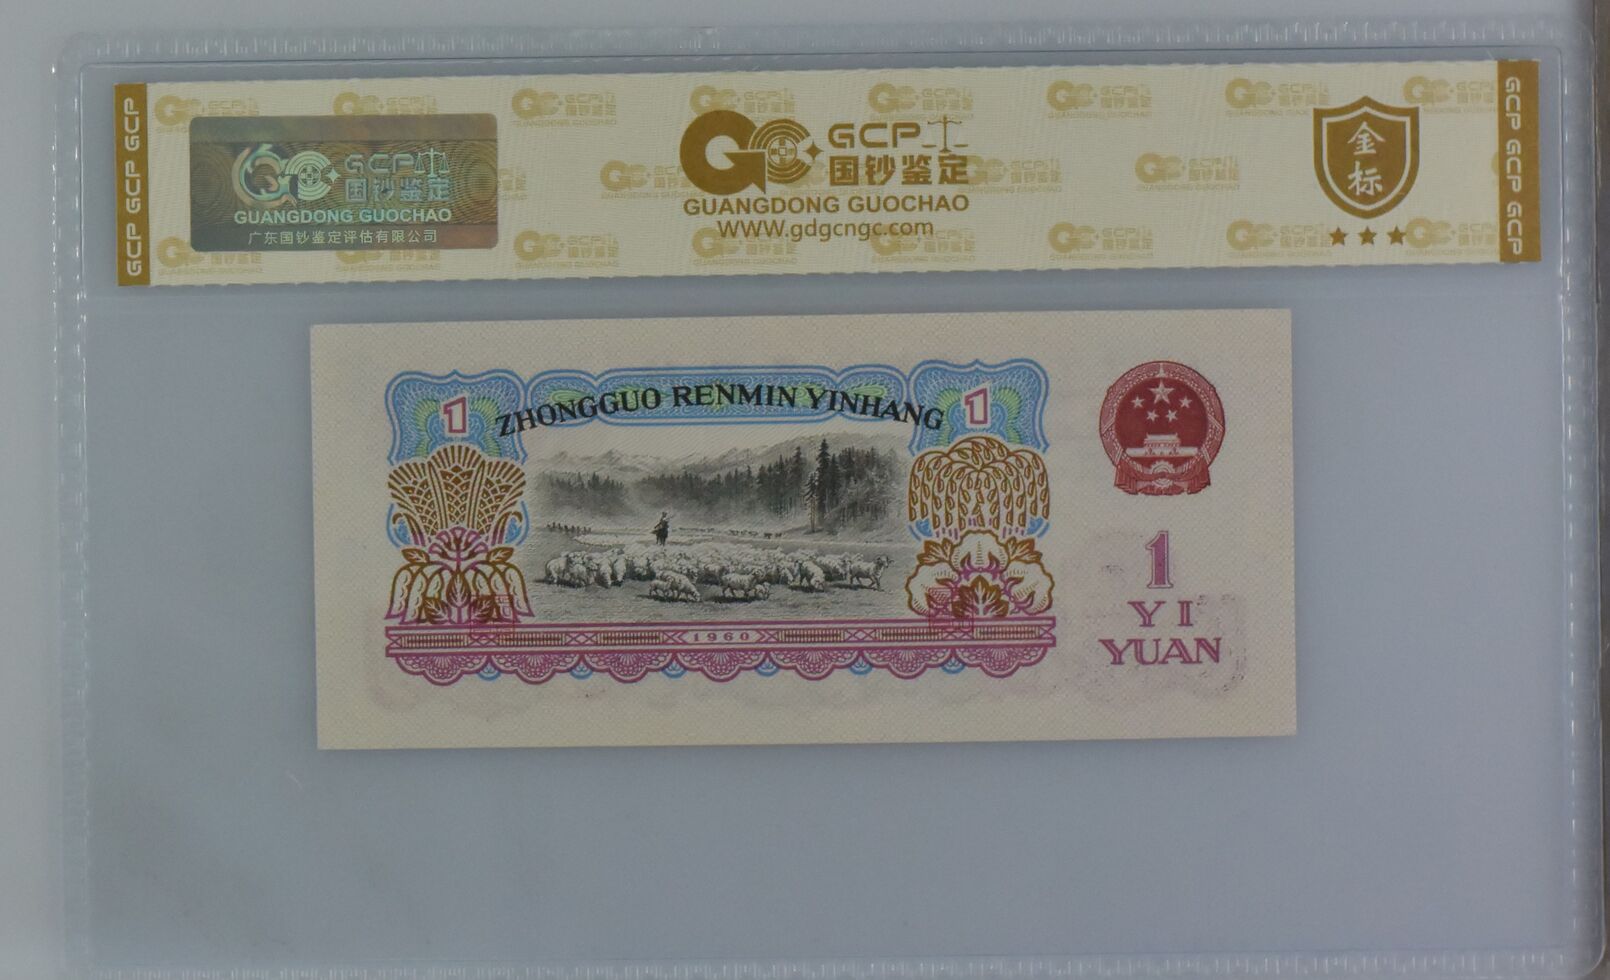 GCP GCP GCP
GCP
国钞鉴定
GUANGDONG GUOCHAO
广东国钞鉴定评估有限公司
GCP
国钞鉴定
GUANGDONG GUOCHAO
WWW.gdgcngc.com
金标
GCP GCP GCP
ZHONGGUO RENMIN YINHANG
1
1
1960
1
YI
YUAN